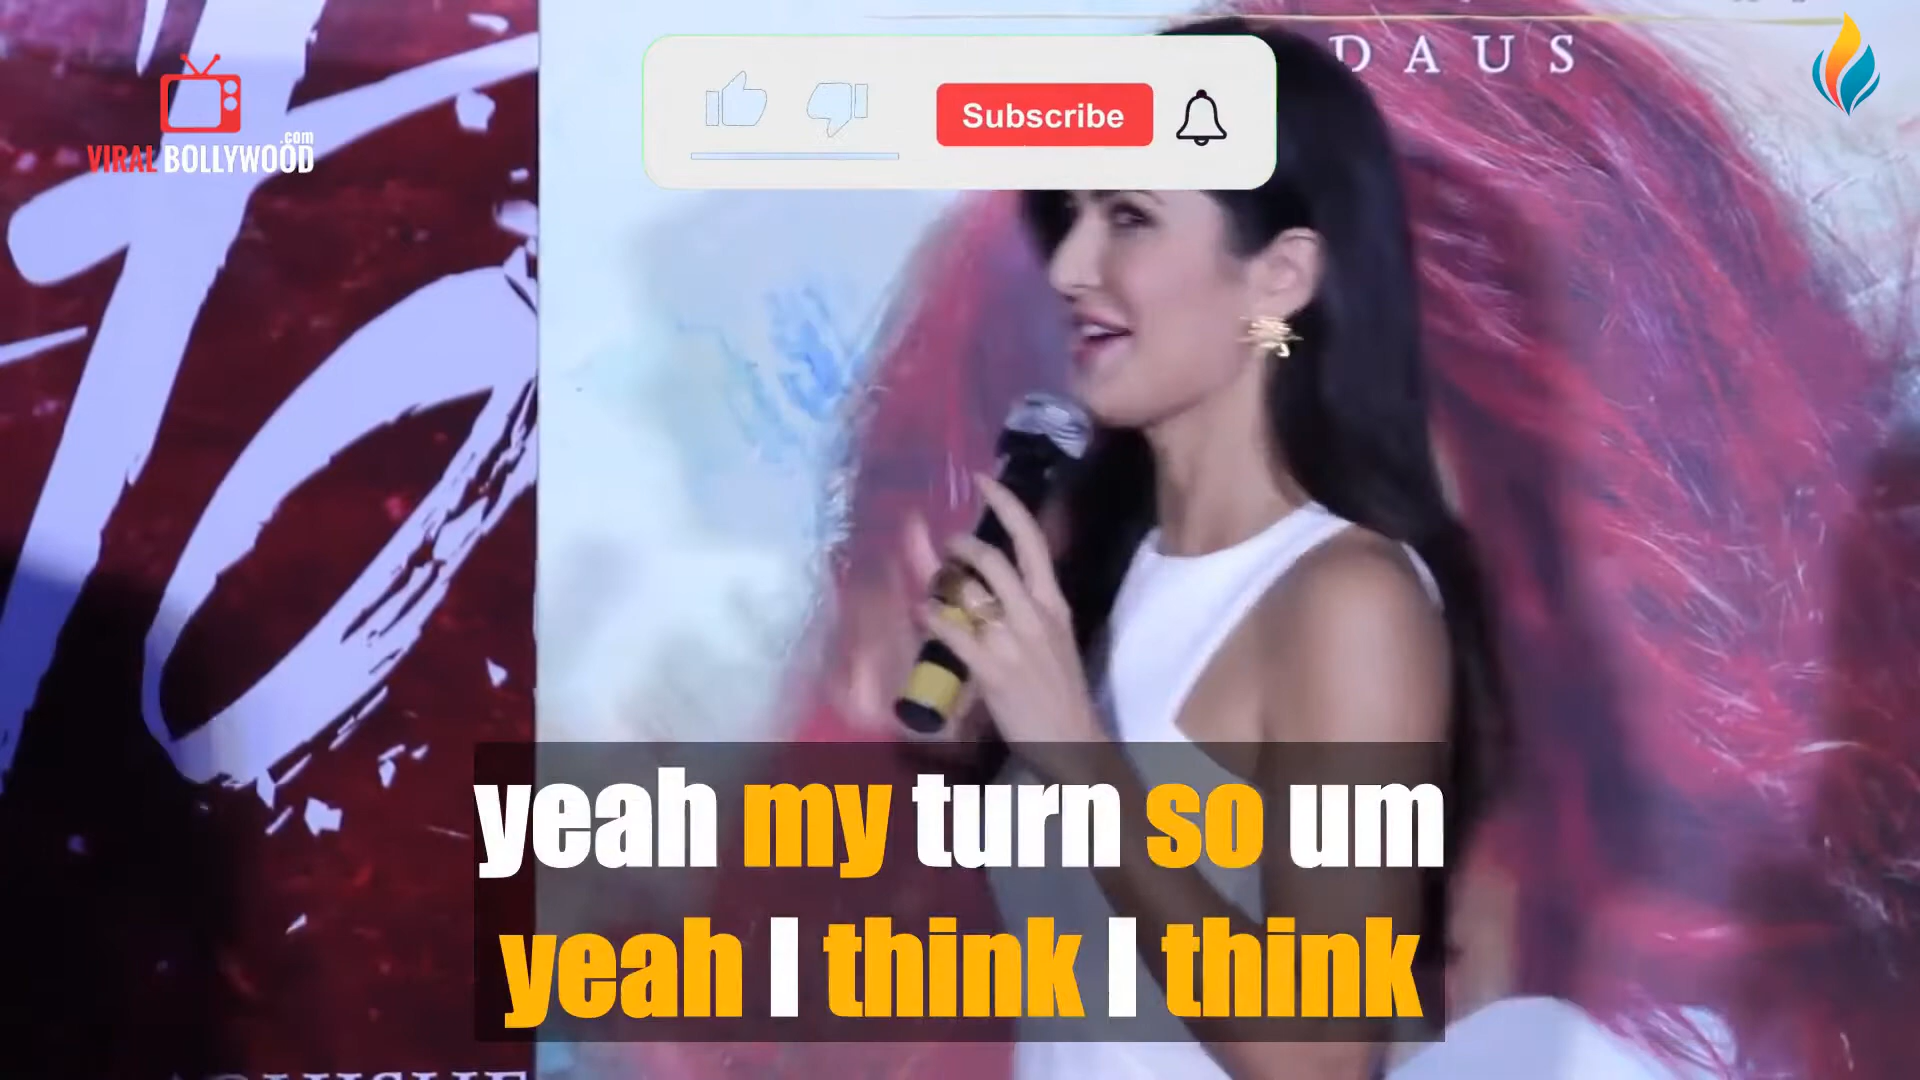 DAUS
Subscribe
.com
VIRAL BOLLYWOOD
yeah my turn so um
yeah I think I think